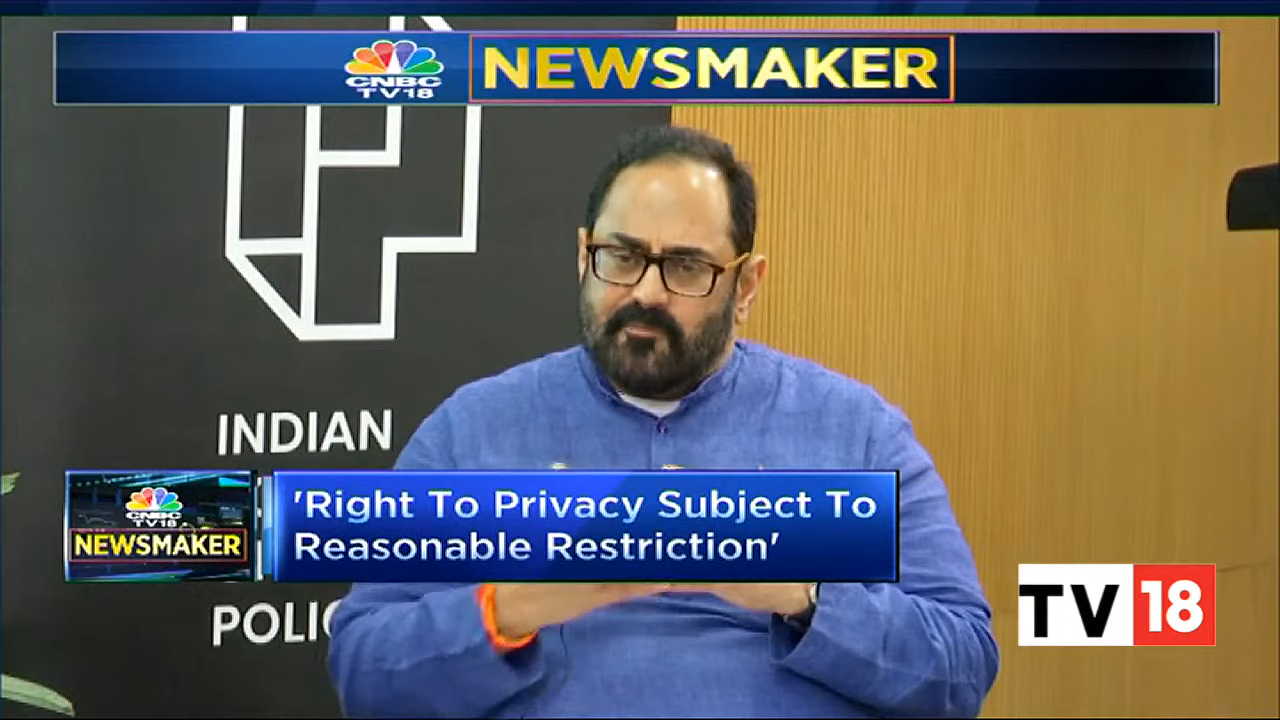 CNBC
TV18
NEWSMAKER
INDIAN
CNBC
TV18
NEWSMAKER
'Right To Privacy Subject To
Reasonable Restriction'
POLIC
TV18